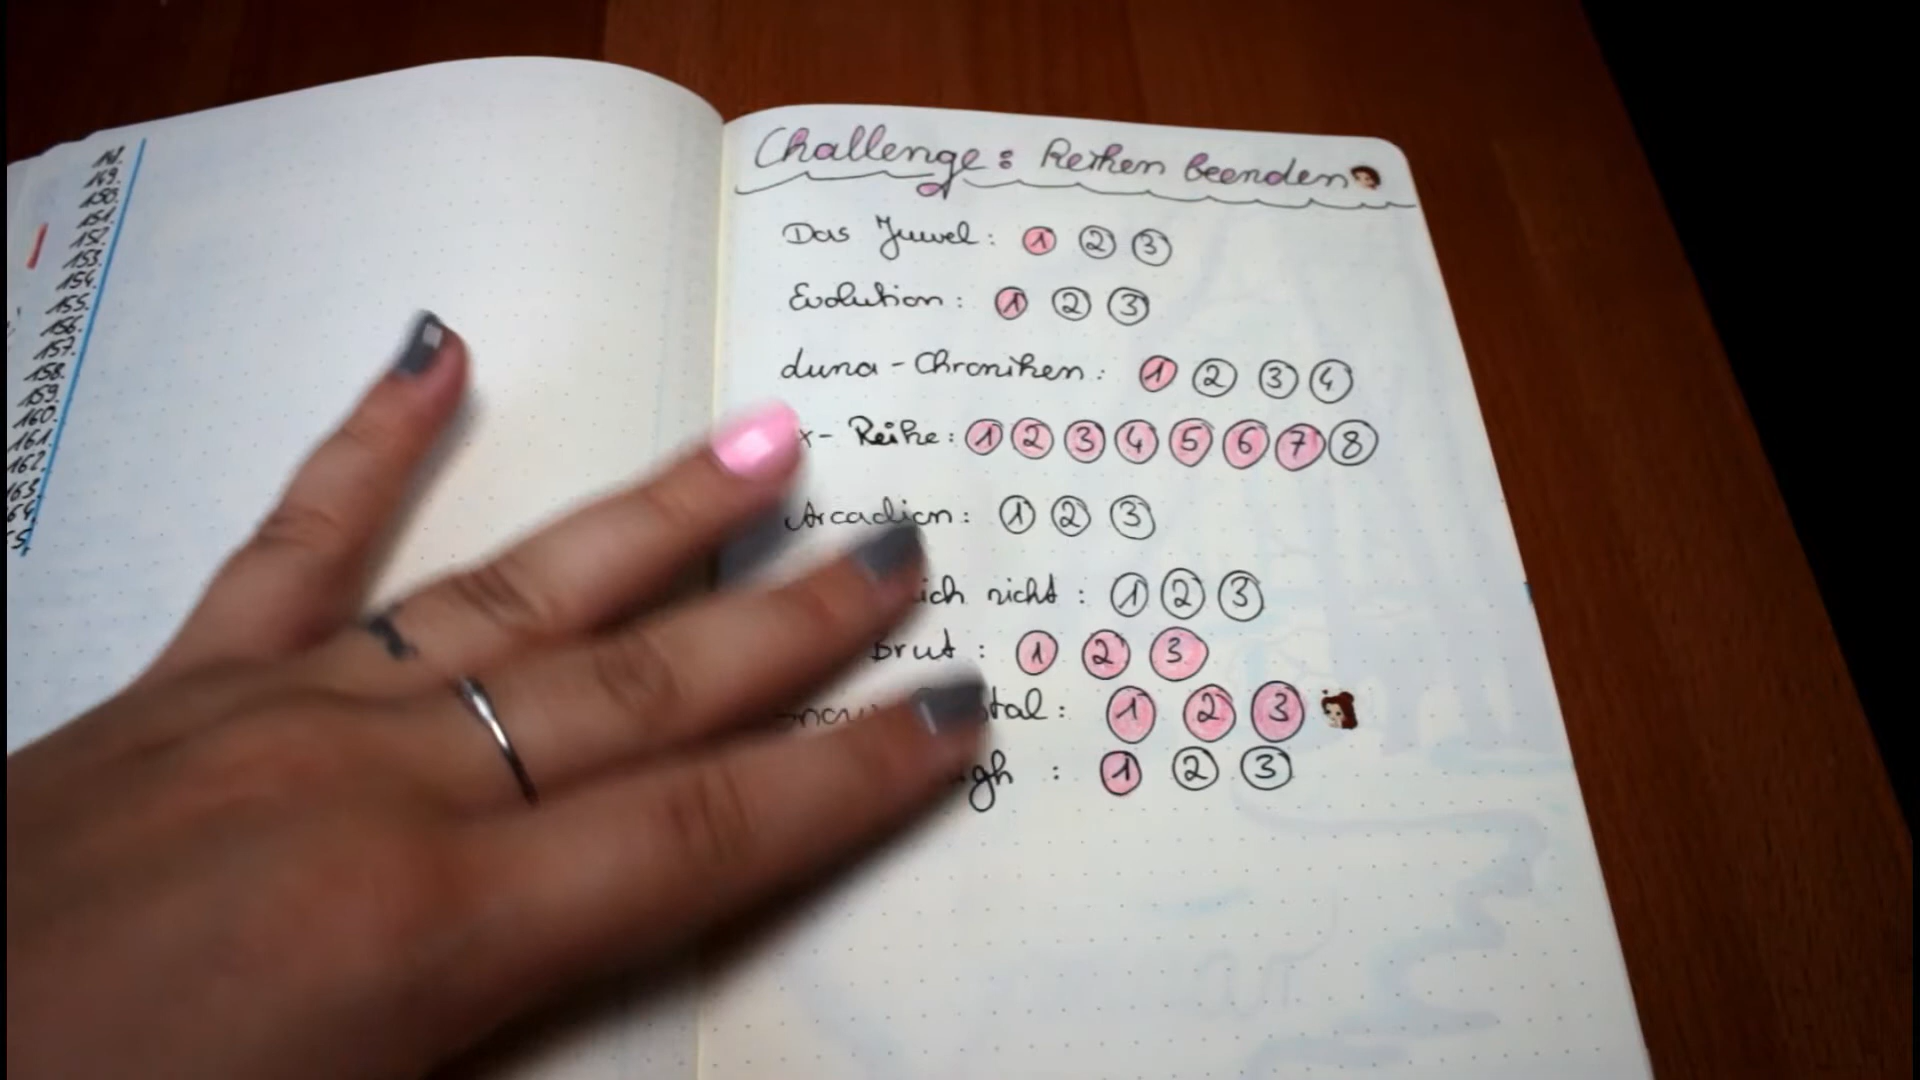 148.
149.
150.
151.
152.
153.
154.
155.
156.
157.
158.
159.
160.
161.
162.
163.
Challenge: Reihen beenden
Das Juwel: 1 2 3
Evolution: 1 2 3
Luna-Chroniken: 1 2 3 4
Reihe: 1 2 3 4 5 6 7 8
Arcadian: 1 2 3
ich nicht: 1 2 3
Brut: 1 2 3
1 2 3
1 2 3